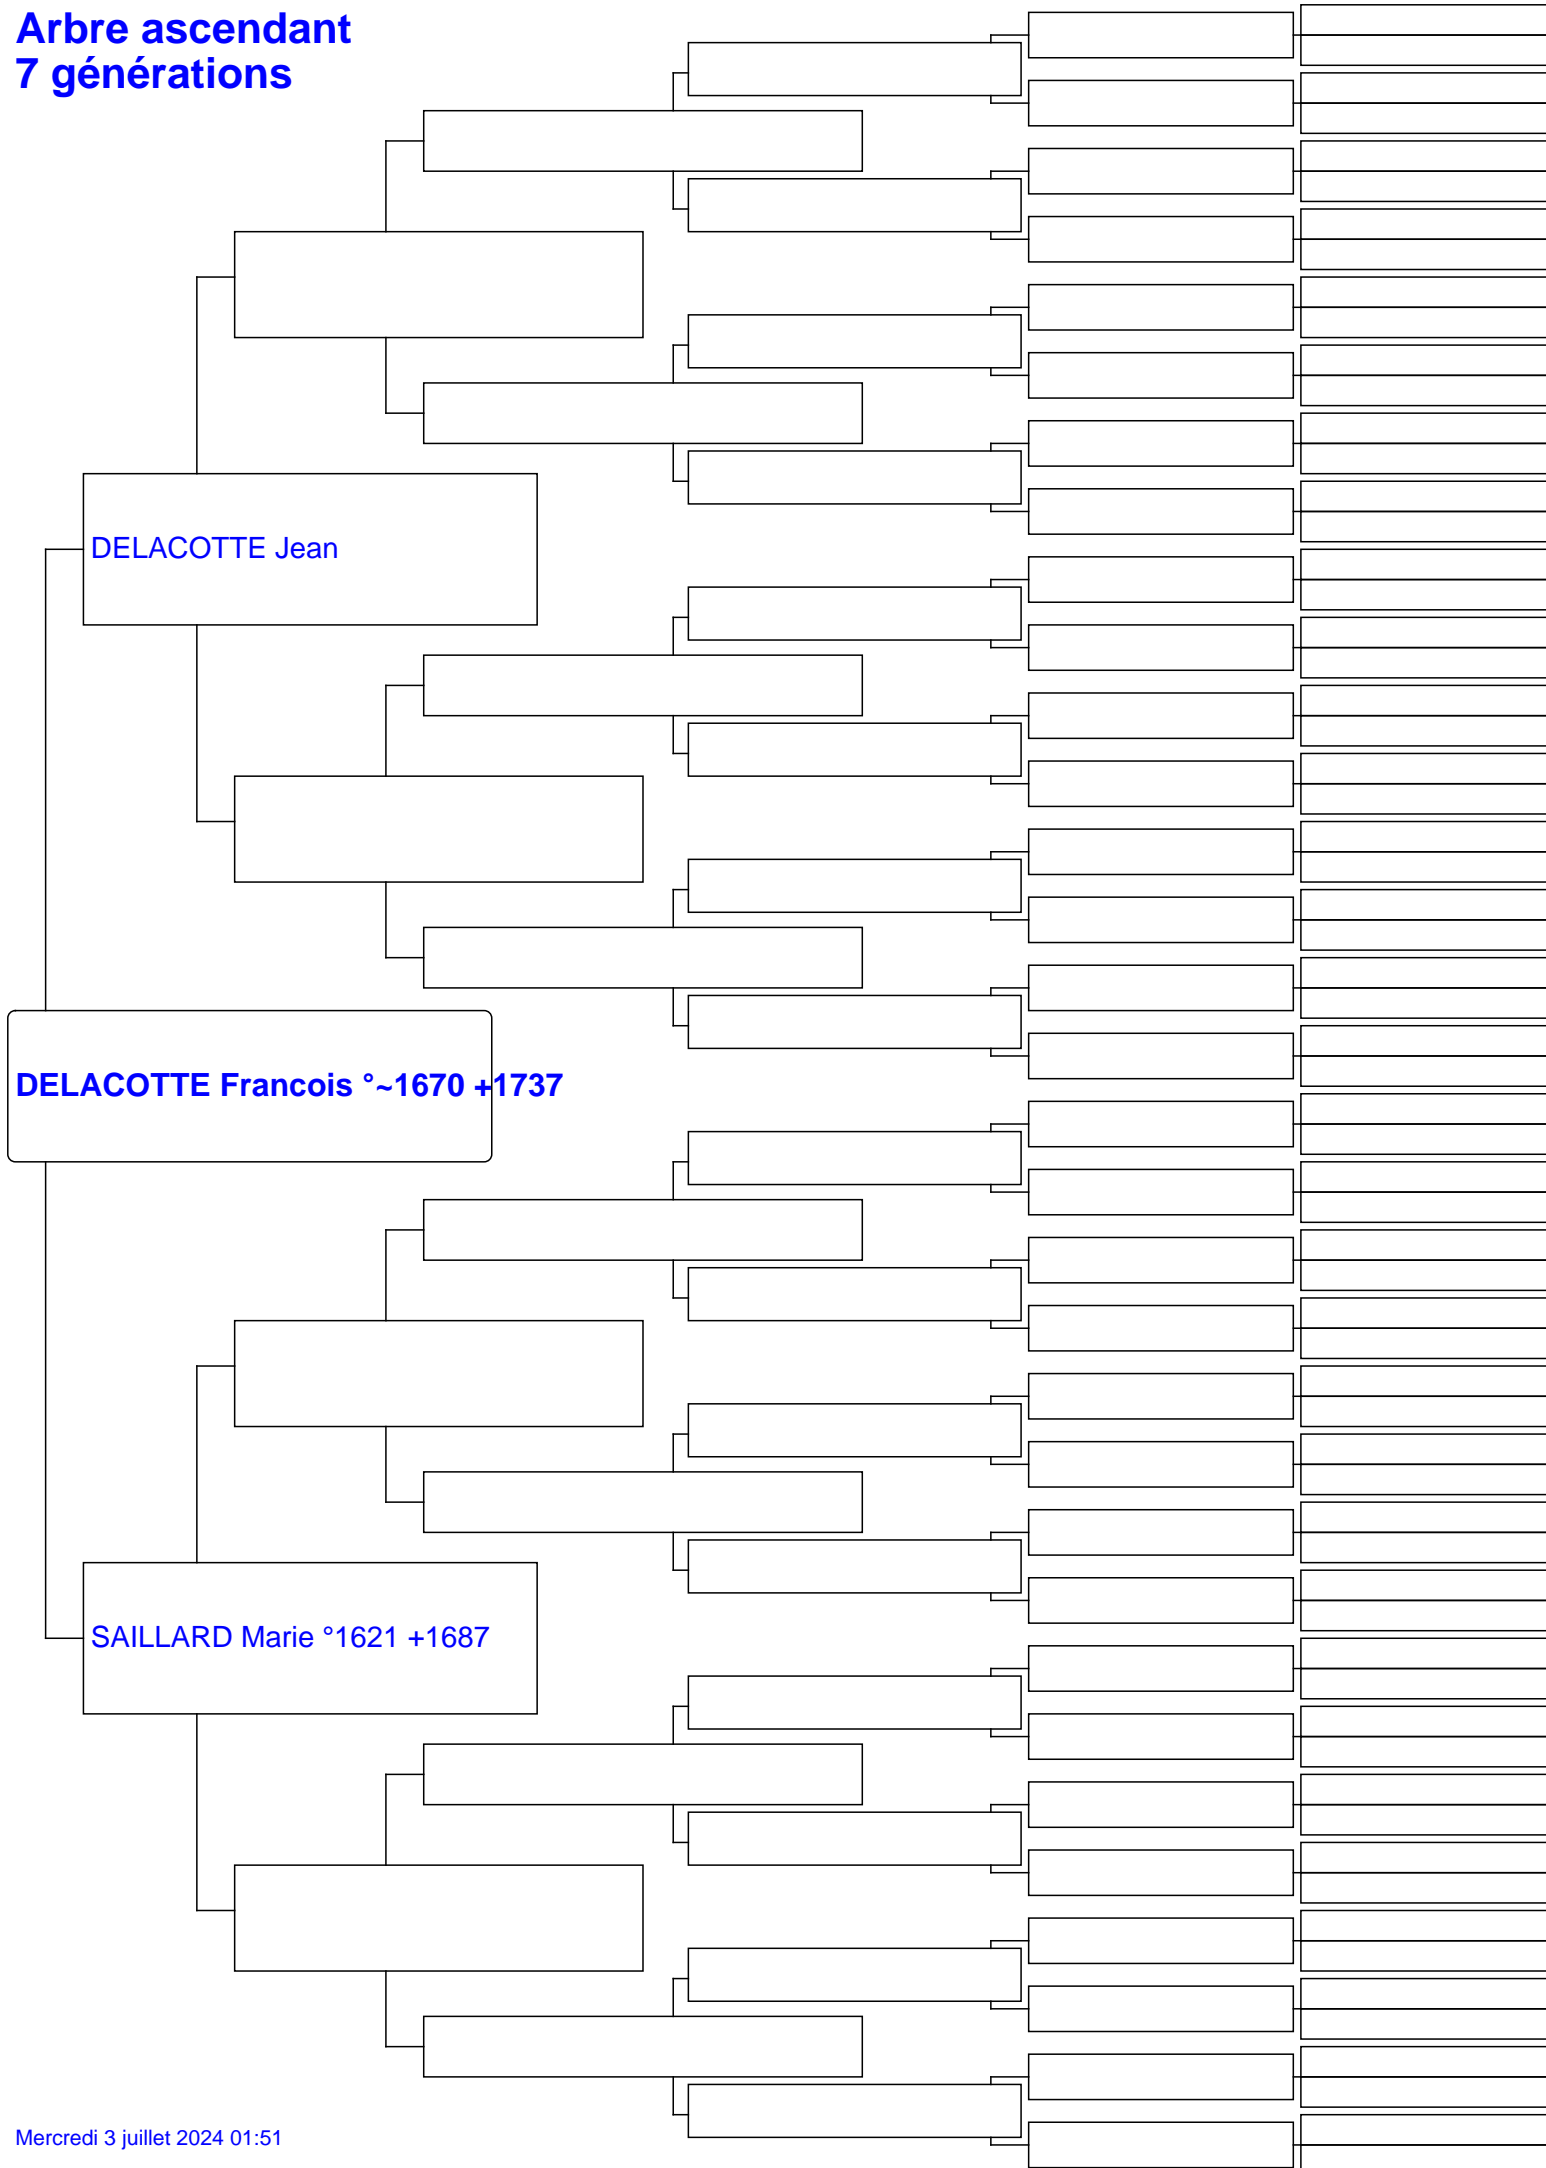 Arbre ascendant
7 générations
DELACOTTE Jean
DELACOTTE Francois °~1670 +1737
SAILLARD Marie °1621 +1687
Mercredi 3 juillet 2024 01:51